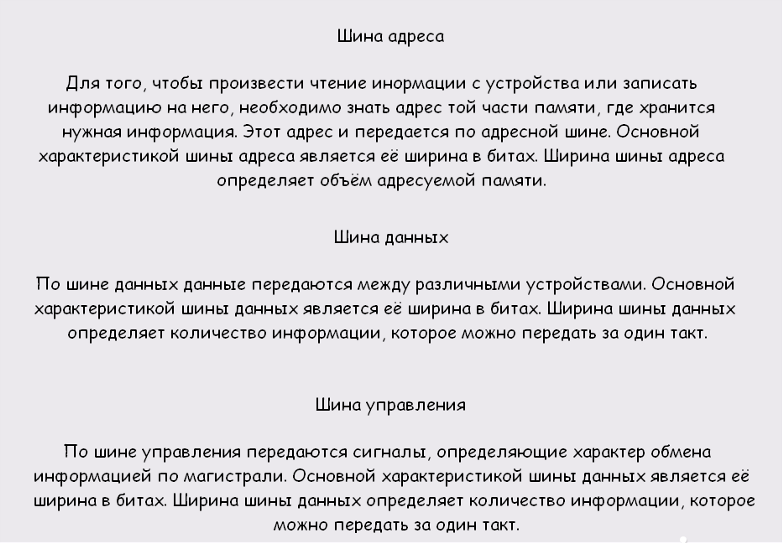 Шина адреса
Для того, чтобы произвести чтение инормации с устройства или записать
информацию на него, необходимо знать адрес той части памяти, где хранится
нужная информация. Этот адрес и передается по адресной шине. Основной
характеристикой шины адреса является её ширина в битах. Ширина шины адреса
определяет объём адресуемой памяти.
Шина данных
По шине данных данные передаются между различными устройствами. Основной
характеристикой шины данных является её ширина в битах. Ширина шины данных
определяет количество информации, которое можно передать за один такт.
Шина управления
По шине управления передаются сигналы, определяющие характер обмена
информацией по магистрали. Основной характеристикой шины данных является её
ширина в битах. Ширина шины данных определяет количество информации, которое
можно передать за один такт.